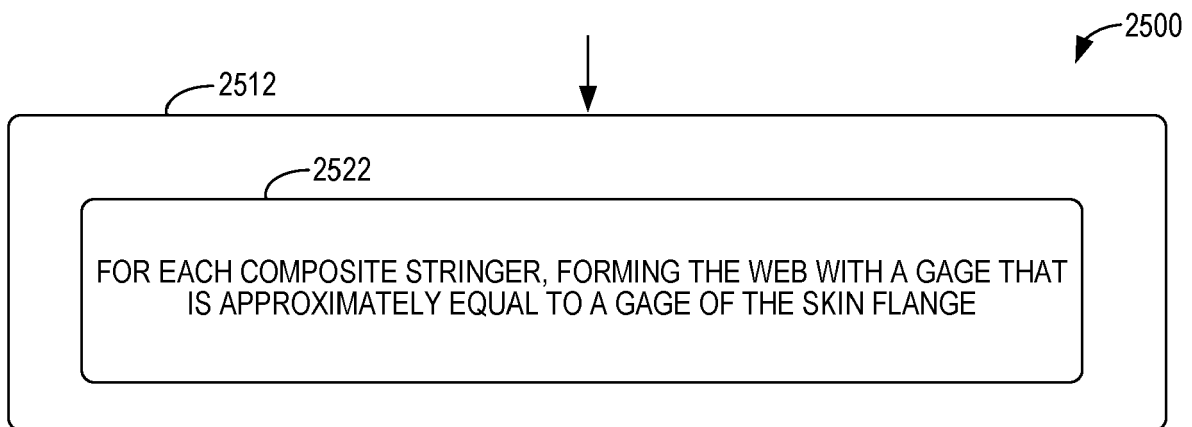 2500
2512
2522
FOR EACH COMPOSITE STRINGER, FORMING THE WEB WITH A GAGE THAT
IS APPROXIMATELY EQUAL TO A GAGE OF THE SKIN FLANGE